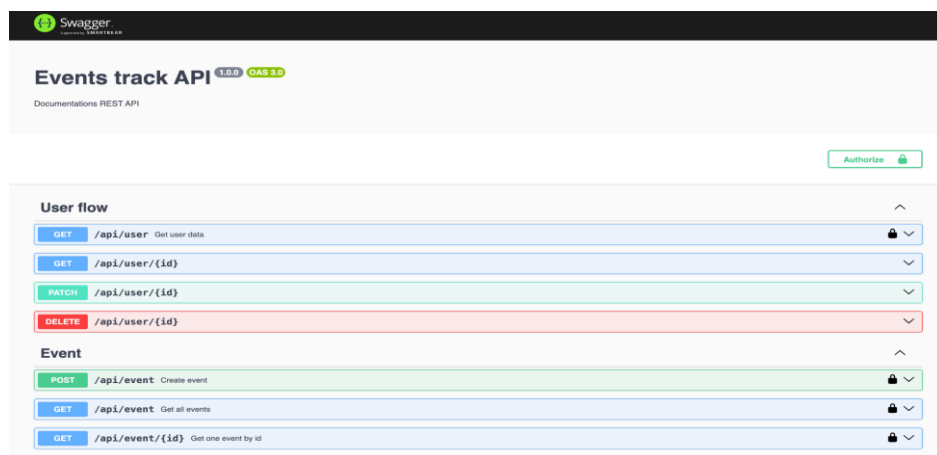 Swagger.
Supported by SMARTBEAR
Events track API 1.0.0 OAS 3.0
Documentations REST API
Authorize
User flow
GET /api/user Get user data
GET /api/user/{id}
PATCH /api/user/{id}
DELETE /api/user/{id}
Event
POST /api/event Create event
GET /api/event Get all events
GET /api/event/{id} Get one event by id